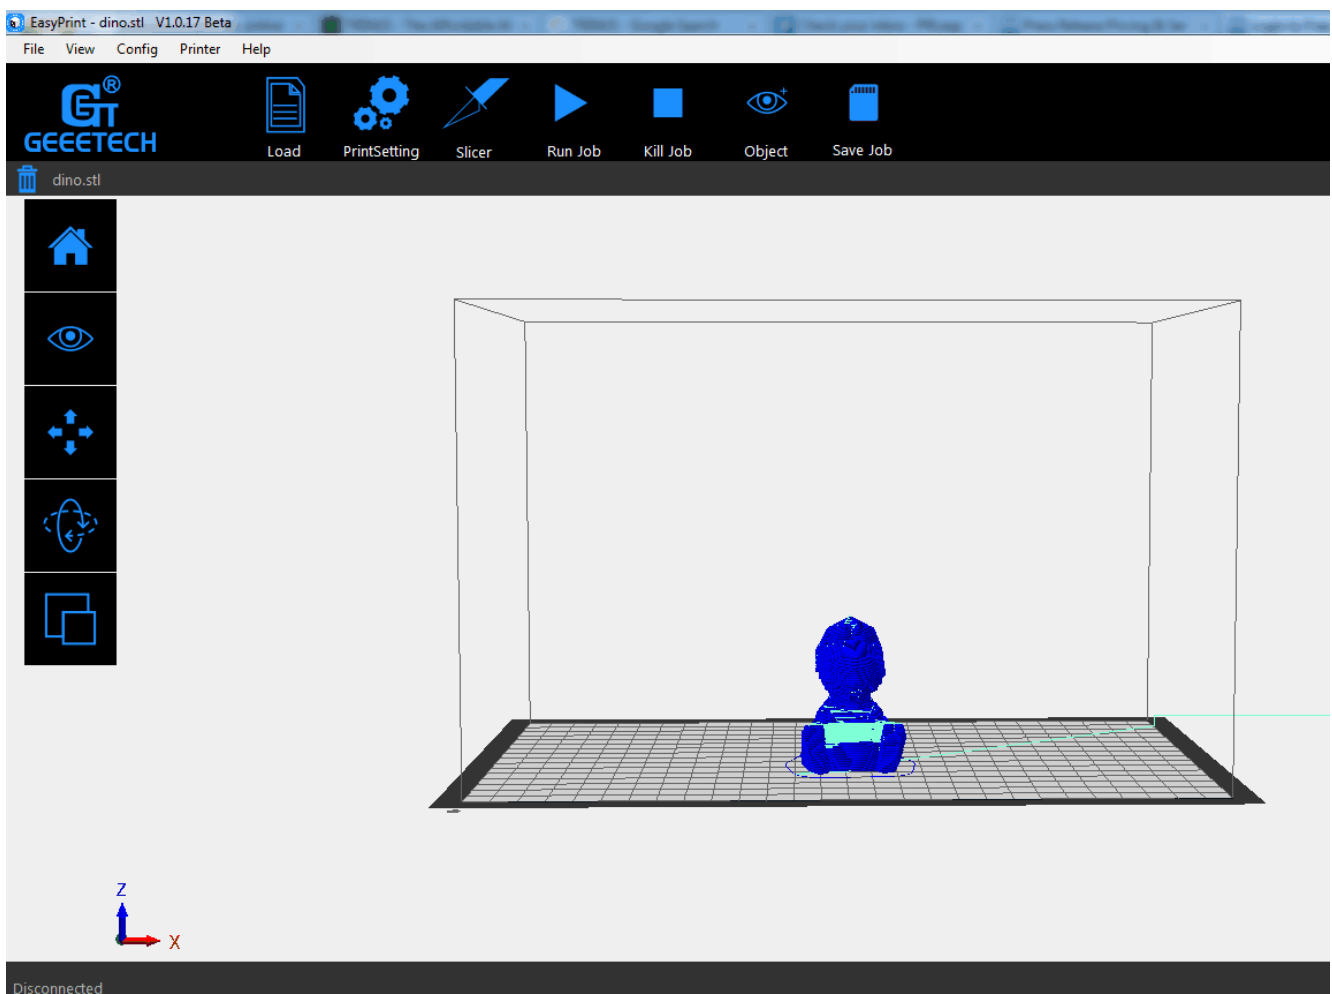 EasyPrint - dino.stl   V1.0.17 Beta
File View Config Printer Help
GEEETECH ®
Load PrintSetting Slicer Run Job Kill Job Object Save Job
dino.stl
Z
X
Disconnected